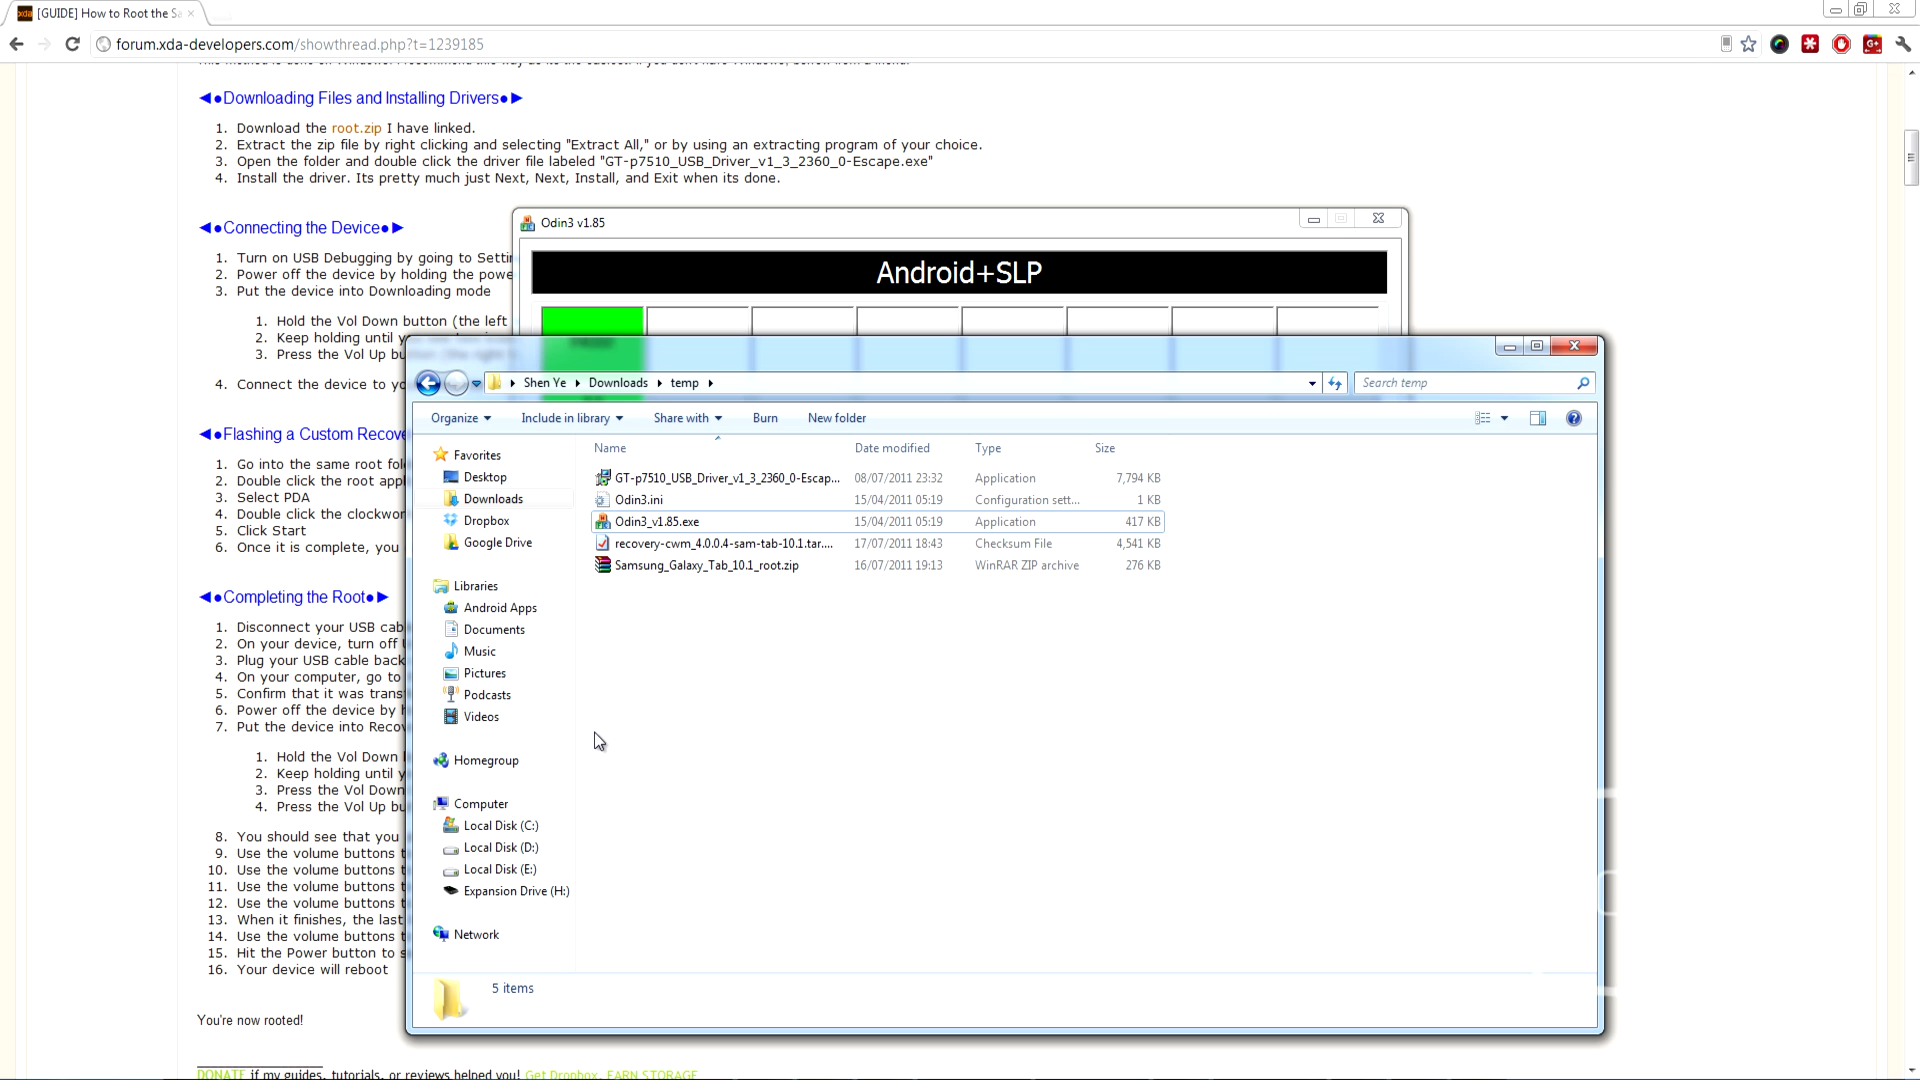 [GUIDE] How to Root the Sa
forum.xda-developers.com/showthread.php?t=1239185
◄●Downloading Files and Installing Drivers●►
1. Download the root.zip I have linked.
2. Extract the zip file by right clicking and selecting "Extract All," or by using an extracting program of your choice.
3. Open the folder and double click the driver file labeled "GT-p7510_USB_Driver_v1_3_2360_0-Escape.exe"
4. Install the driver. Its pretty much just Next, Next, Install, and Exit when its done.
◄●Connecting the Device●►
1. Turn on USB Debugging by going to Settin
2. Power off the device by holding the powe
3. Put the device into Downloading mode
1. Hold the Vol Down button (the left
2. Keep holding until
3. Press the Vol Up
4. Connect the device to yo
◄●Flashing a Custom Recove
1. Go into the same root fol
2. Double click the root appl
3. Select PDA
4. Double click the clockwor
5. Click Start
6. Once it is complete, you
◄●Completing the Root●►
1. Disconnect your USB cab
2. On your device, turn off
3. Plug your USB cable back
4. On your computer, go to
5. Confirm that it was trans
6. Power off the device by h
7. Put the device into Recov
1. Hold the Vol Down
2. Keep holding until y
3. Press the Vol Down
4. Press the Vol Up bu
8. You should see that you
9. Use the volume buttons t
10. Use the volume buttons t
11. Use the volume buttons t
12. Use the volume buttons t
13. When it finishes, the last
14. Use the volume buttons t
15. Hit the Power button to s
16. Your device will reboot
You're now rooted!
DONATE if my guides, tutorials, or reviews helped you! Get Dropbox. EARN STORAGE
Odin3 v1.85
Android+SLP
Shen Ye
Downloads
temp
Search temp
Organize
Include in library
Share with
Burn
New folder
Favorites
Desktop
Downloads
Dropbox
Google Drive
Libraries
Android Apps
Documents
Music
Pictures
Podcasts
Videos
Homegroup
Computer
Local Disk (C:)
Local Disk (D:)
Local Disk (E:)
Expansion Drive (H:)
Network
Name Date modified Type Size
GT-p7510_USB_Driver_v1_3_2360_0-Escap... 08/07/2011 23:32 Application 7,794 KB
Odin3.ini 15/04/2011 05:19 Configuration sett... 1 KB
Odin3_v1.85.exe 15/04/2011 05:19 Application 417 KB
recovery-cwm_4.0.0.4-sam-tab-10.1.tar.... 17/07/2011 18:43 Checksum File 4,541 KB
Samsung_Galaxy_Tab_10.1_root.zip 16/07/2011 19:13 WinRAR ZIP archive 276 KB
5 items